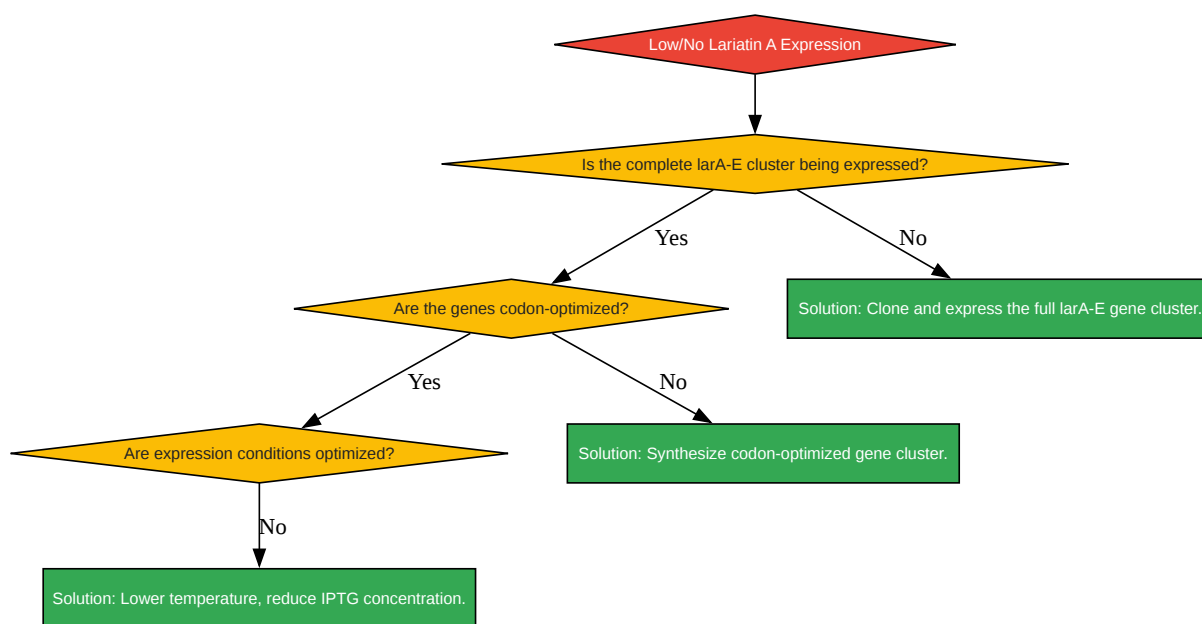 Low/No Lariatin A Expression
Is the complete larA-E cluster being expressed?
Yes
No
Are the genes codon-optimized?
Solution: Clone and express the full larA-E gene cluster.
Yes
No
Are expression conditions optimized?
Solution: Synthesize codon-optimized gene cluster.
No
Solution: Lower temperature, reduce IPTG concentration.